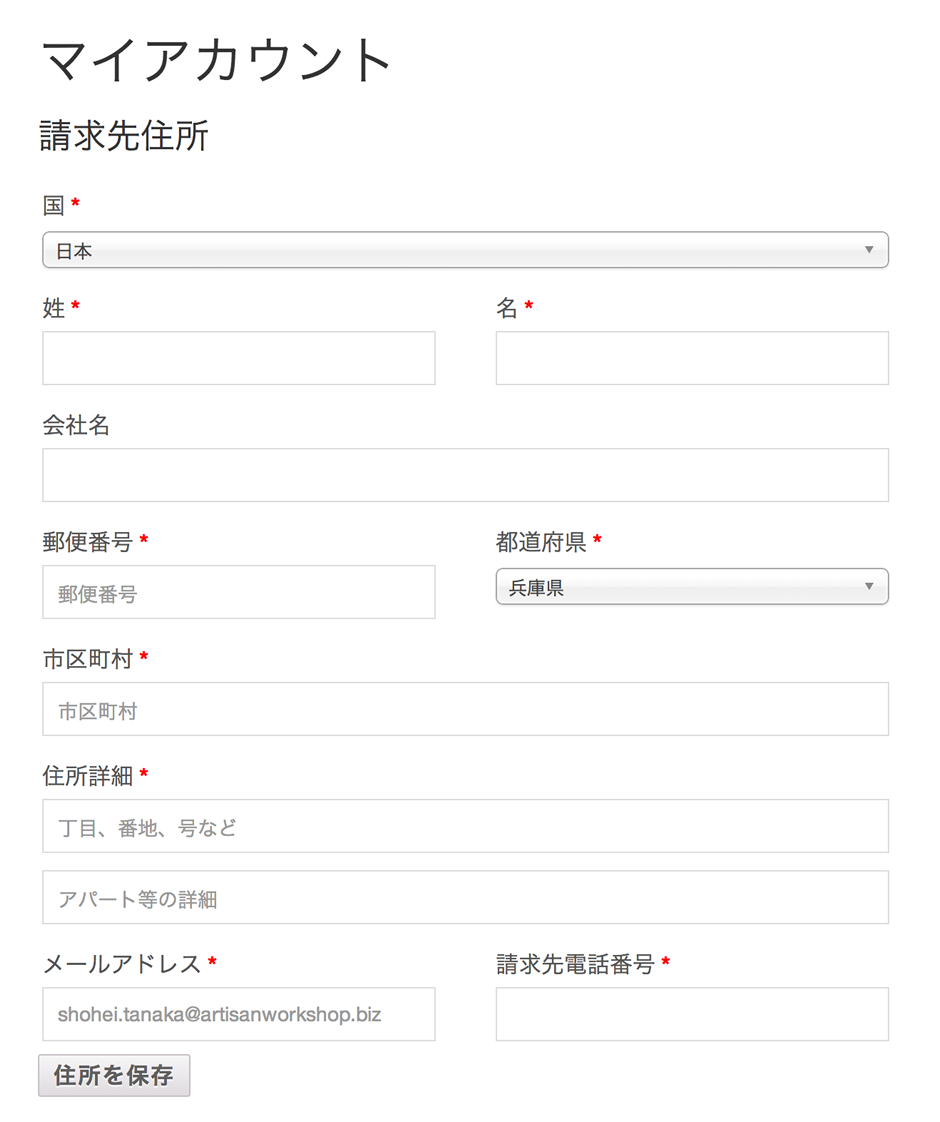 マイアカウント
請求先住所
国 *
日本
姓 * 名 *
会社名
郵便番号 * 都道府県 *
郵便番号 兵庫県
市区町村 *
市区町村
住所詳細 *
丁目、番地、号など
アパート等の詳細
メールアドレス * 請求先電話番号 *
shohei.tanaka@artisanworkshop.biz
住所を保存